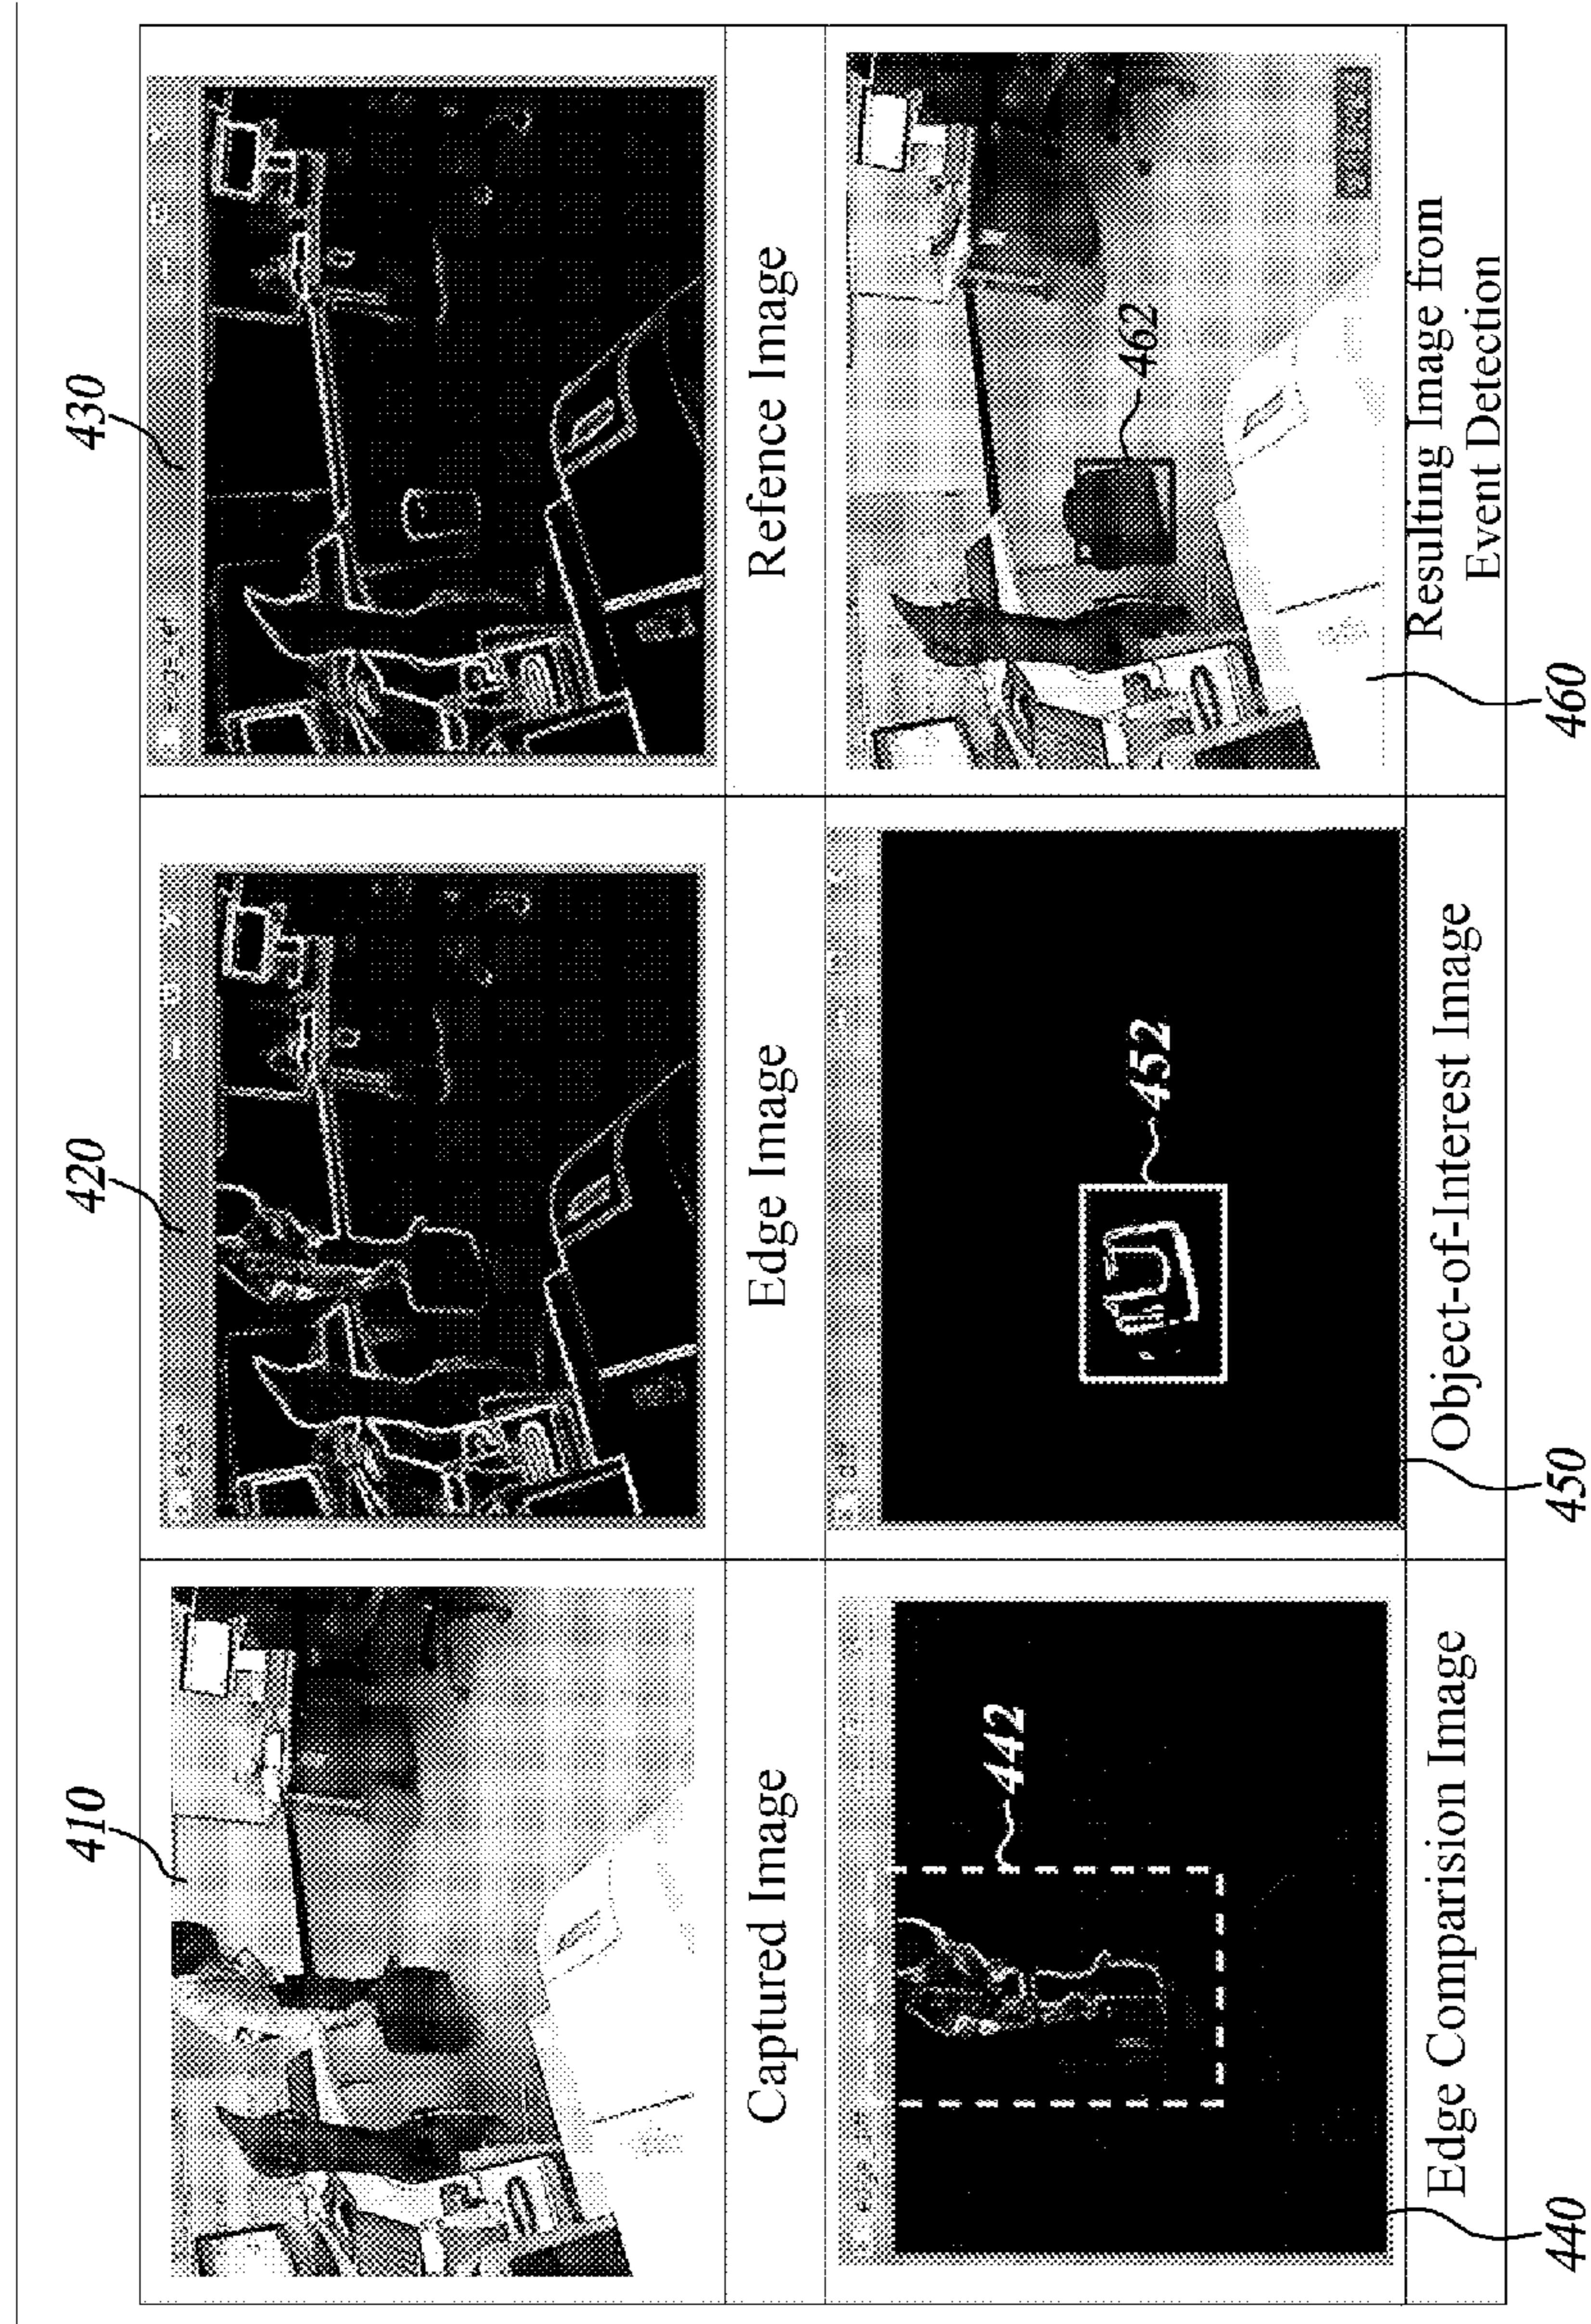 410
420
430
Captured Image
Edge Image
Refence Image
442
452
462
Edge Comparision Image
Object-of-Interest Image
Resulting Image from
Event Detection
440
450
460